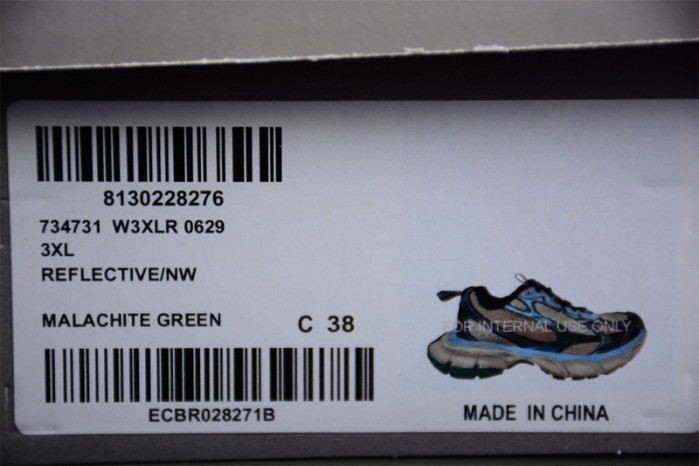 8130228276
734731 W3XLR 0629
3XL
REFLECTIVE/NW
MALACHITE GREEN C 38
ECBR028271B
FOR INTERNAL USE ONLY
MADE IN CHINA